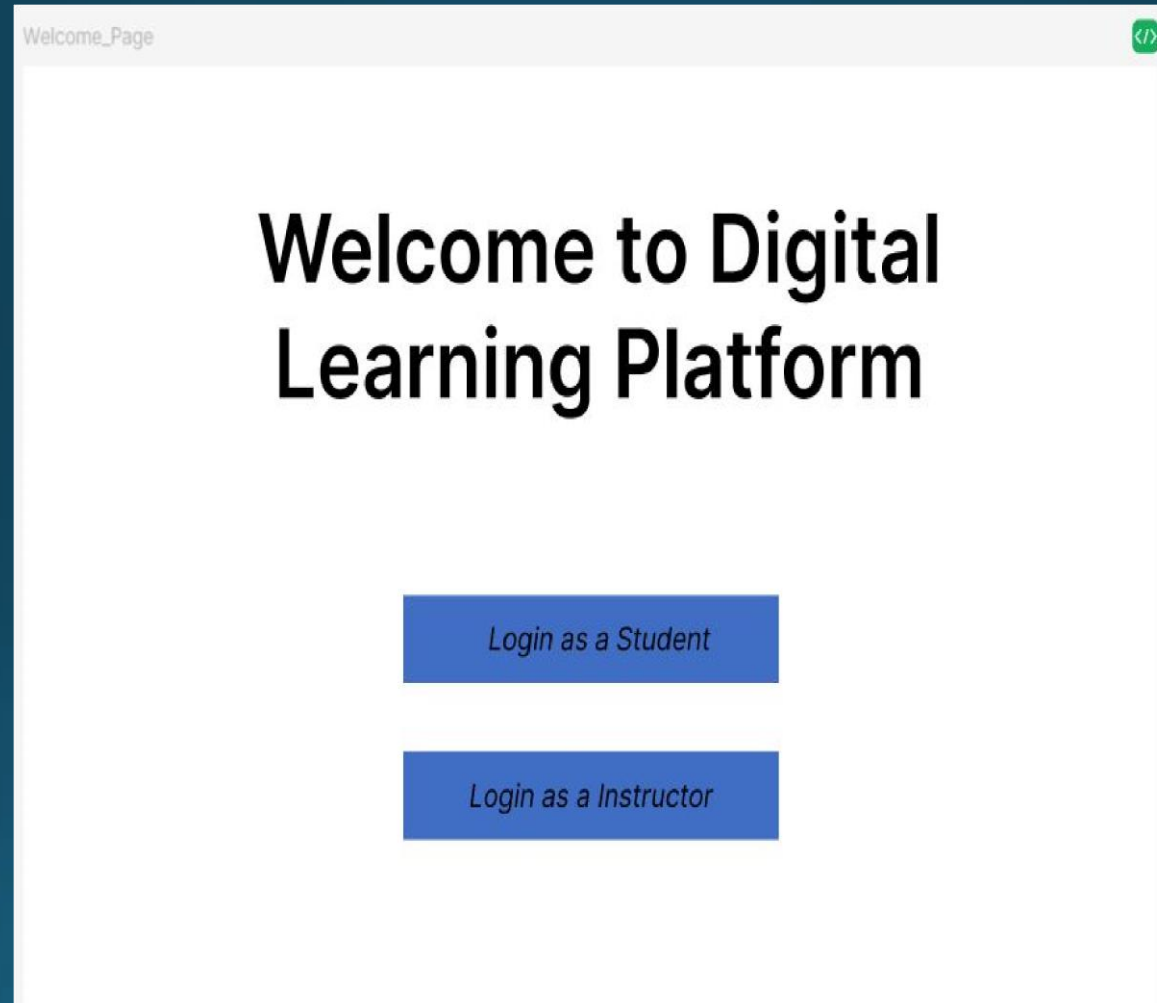 Welcome_Page
</>
Welcome to Digital
Learning Platform
Login as a Student
Login as a Instructor